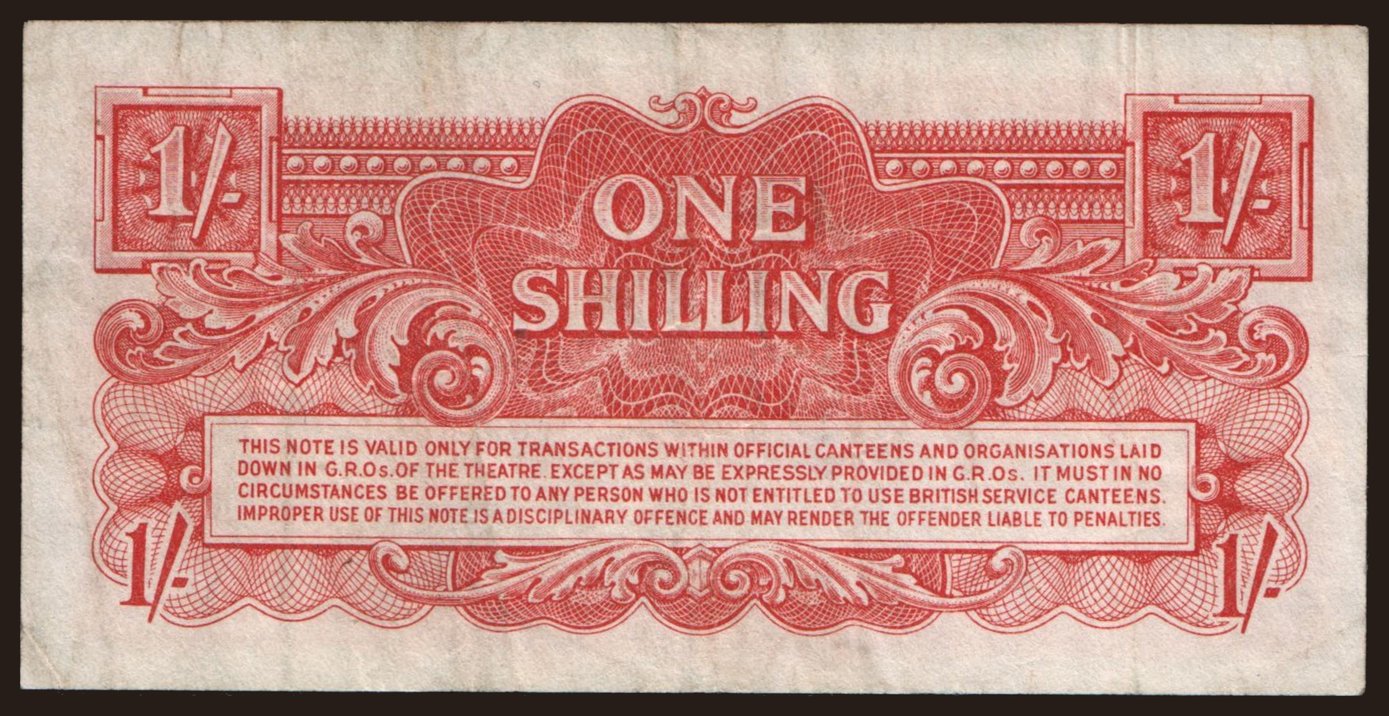 1/- 1/-
ONE
SHILLING
THIS NOTE IS VALID ONLY FOR TRANSACTIONS WITHIN OFFICIAL CANTEENS AND ORGANISATIONS LAID
DOWN IN G.R.Os. OF THE THEATRE. EXCEPT AS MAY BE EXPRESSLY PROVIDED IN G.R.Os. IT MUST IN NO
CIRCUMSTANCES BE OFFERED TO ANY PERSON WHO IS NOT ENTITLED TO USE BRITISH SERVICE CANTEENS.
IMPROPER USE OF THIS NOTE IS A DISCIPLINARY OFFENCE AND MAY RENDER THE OFFENDER LIABLE TO PENALTIES.
1/- 1/-